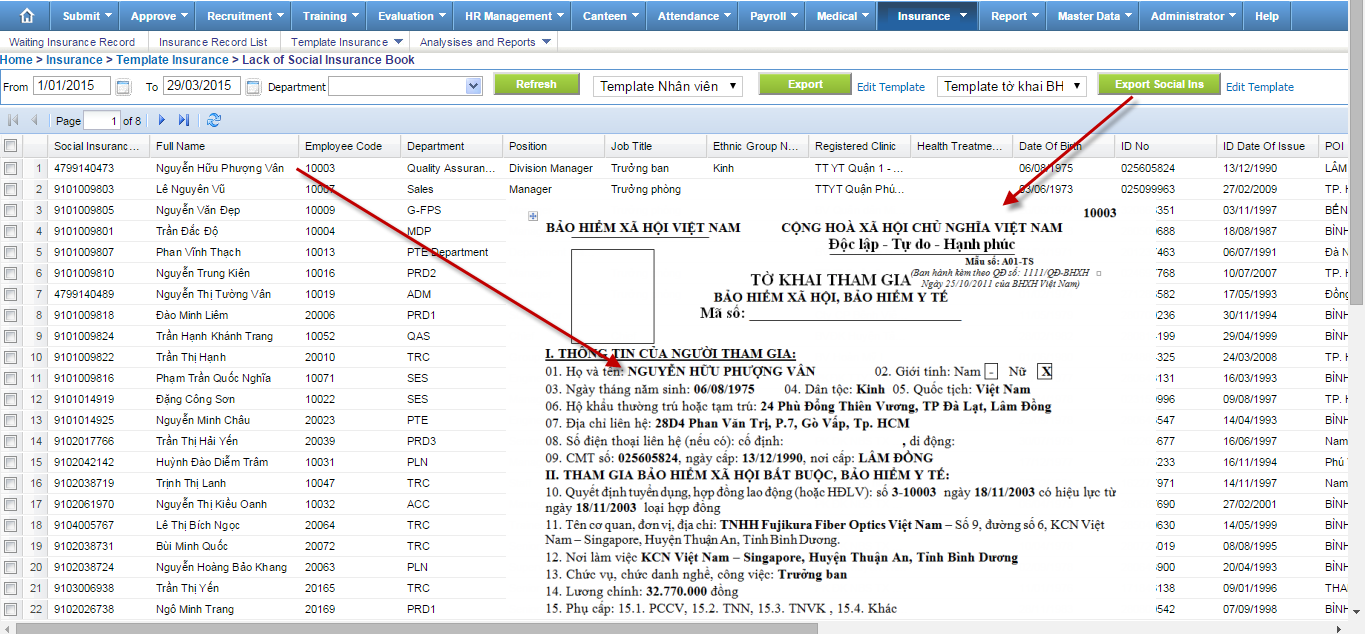 Submit Approve Recruitment Training Evaluation HR Management Canteen Attendance Payroll Medical Insurance Report Master Data Administrator Help
Waiting Insurance Record Insurance Record List Template Insurance Analysises and Reports
Home > Insurance > Template Insurance > Lack of Social Insurance Book
From 1/01/2015 To 29/03/2015 Department Refresh Template Nhân viên Export Edit Template Template tờ khai BH Export Social Ins Edit Template
Page 1 of 8
Social Insuranc... Full Name Employee Code Department Position Job Title Ethnic Group N... Registered Clinic Health Treatme... Date Of Birth ID No ID Date Of Issue POI
1 4799140473 Nguyễn Hữu Phượng Vân 10003 Quality Assuran... Division Manager Trưởng ban Kinh TT YT Quận 1 - ... 06/08/1975 025605824 13/12/1990 LÂM
2 9101009803 Lê Nguyên Vũ 10007 Sales Manager Trưởng phòng TTYT Quận Phú... 03/06/1973 025099963 27/02/2009 TP. H
3 9101009805 Nguyễn Văn Đẹp 10009 G-FPS 351 03/11/1997 BẾN
4 9101009801 Trần Đắc Độ 10004 MDP 688 18/08/1987 BÌNH
5 9101009807 Phan Vĩnh Thạch 10013 PTE Department 463 06/07/1991 Đà N
6 9101009810 Nguyễn Trung Kiên 10016 PRD2 768 10/07/2007 TP. H
7 4799140489 Nguyễn Thị Tường Vân 10019 ADM 582 17/05/1993 Đồng
8 9101009818 Đào Minh Liêm 20006 PRD1 236 30/11/1994 BÌNH
9 9101009824 Trần Hạnh Khánh Trang 10052 QAS 199 29/04/1999 BÌNH
10 9101009822 Trần Thị Hạnh 20010 TRC 325 24/03/2008 TP. H
11 9101009816 Phạm Trần Quốc Nghĩa 10071 SES 131 16/03/1993 BÌNH
12 9101014919 Đặng Công Sơn 10022 SES 996 09/08/1997 TP. H
13 9101014925 Nguyễn Minh Châu 20023 PTE 547 14/04/1993 BÌNH
14 9102017766 Trần Thị Hải Yến 20039 PRD3 677 16/06/1997 Nam
15 9102042142 Huỳnh Đào Diễm Trâm 10031 PLN 233 16/11/1994 Phú
16 9102038719 Trịnh Thị Lanh 10047 TRC 971 14/11/1997 Nam
17 9102061970 Nguyễn Thị Kiều Oanh 10032 ACC 690 27/02/2001 BÌNH
18 9104005767 Lê Thị Bích Ngọc 20064 TRC 630 14/05/1999 BÌNH
19 9102038731 Bùi Minh Quốc 20072 TRC 019 08/08/1995 BÌNH
20 9102038724 Nguyễn Hoàng Bảo Khang 20063 PLN 900 20/04/1993 BÌNH
21 9103006938 Trần Thị Yến 20165 TRC 138 09/01/1996 THA
22 9102026738 Ngô Minh Trang 20169 PRD1 542 07/09/1998 BÌNH
10003
BẢO HIỂM XÃ HỘI VIỆT NAM CỘNG HOÀ XÃ HỘI CHỦ NGHĨA VIỆT NAM
Độc lập - Tự do - Hạnh phúc
Mẫu số: A01-TS
TỜ KHAI THAM GIA (Ban hành kèm theo QĐ số: 1111/QĐ-BHXH
Ngày 25/10/2011 của BHXH Việt Nam)
BẢO HIỂM XÃ HỘI, BẢO HIỂM Y TẾ
Mã số:
I. THÔNG TIN CỦA NGƯỜI THAM GIA:
01. Họ và tên: NGUYỄN HỮU PHƯỢNG VÂN 02. Giới tính: Nam - Nữ X
03. Ngày tháng năm sinh: 06/08/1975 04. Dân tộc: Kinh 05. Quốc tịch: Việt Nam
06. Hộ khẩu thường trú hoặc tạm trú: 24 Phù Đổng Thiên Vương, TP Đà Lạt, Lâm Đồng
07. Địa chỉ liên hệ: 28D4 Phan Văn Trị, P.7, Gò Vấp, Tp. HCM
08. Số điện thoại liên hệ (nếu có): cố định: , di động:
09. CMT số: 025605824, ngày cấp: 13/12/1990, nơi cấp: LÂM ĐỒNG
II. THAM GIA BẢO HIỂM XÃ HỘI BẮT BUỘC, BẢO HIỂM Y TẾ:
10. Quyết định tuyển dụng, hợp đồng lao động (hoặc HĐLV): số 3-10003 ngày 18/11/2003 có hiệu lực từ
ngày 18/11/2003 loại hợp đồng
11. Tên cơ quan, đơn vị, địa chỉ: TNHH Fujikura Fiber Optics Việt Nam – Số 9, đường số 6, KCN Việt
Nam – Singapore, Huyện Thuận An, Tỉnh Bình Dương.
12. Nơi làm việc KCN Việt Nam – Singapore, Huyện Thuận An, Tỉnh Bình Dương
13. Chức vụ, chức danh nghề, công việc: Trưởng ban
14. Lương chính: 32.770.000 đồng
15. Phụ cấp: 15.1. PCCV, 15.2. TNN, 15.3. TNVK , 15.4. Khác